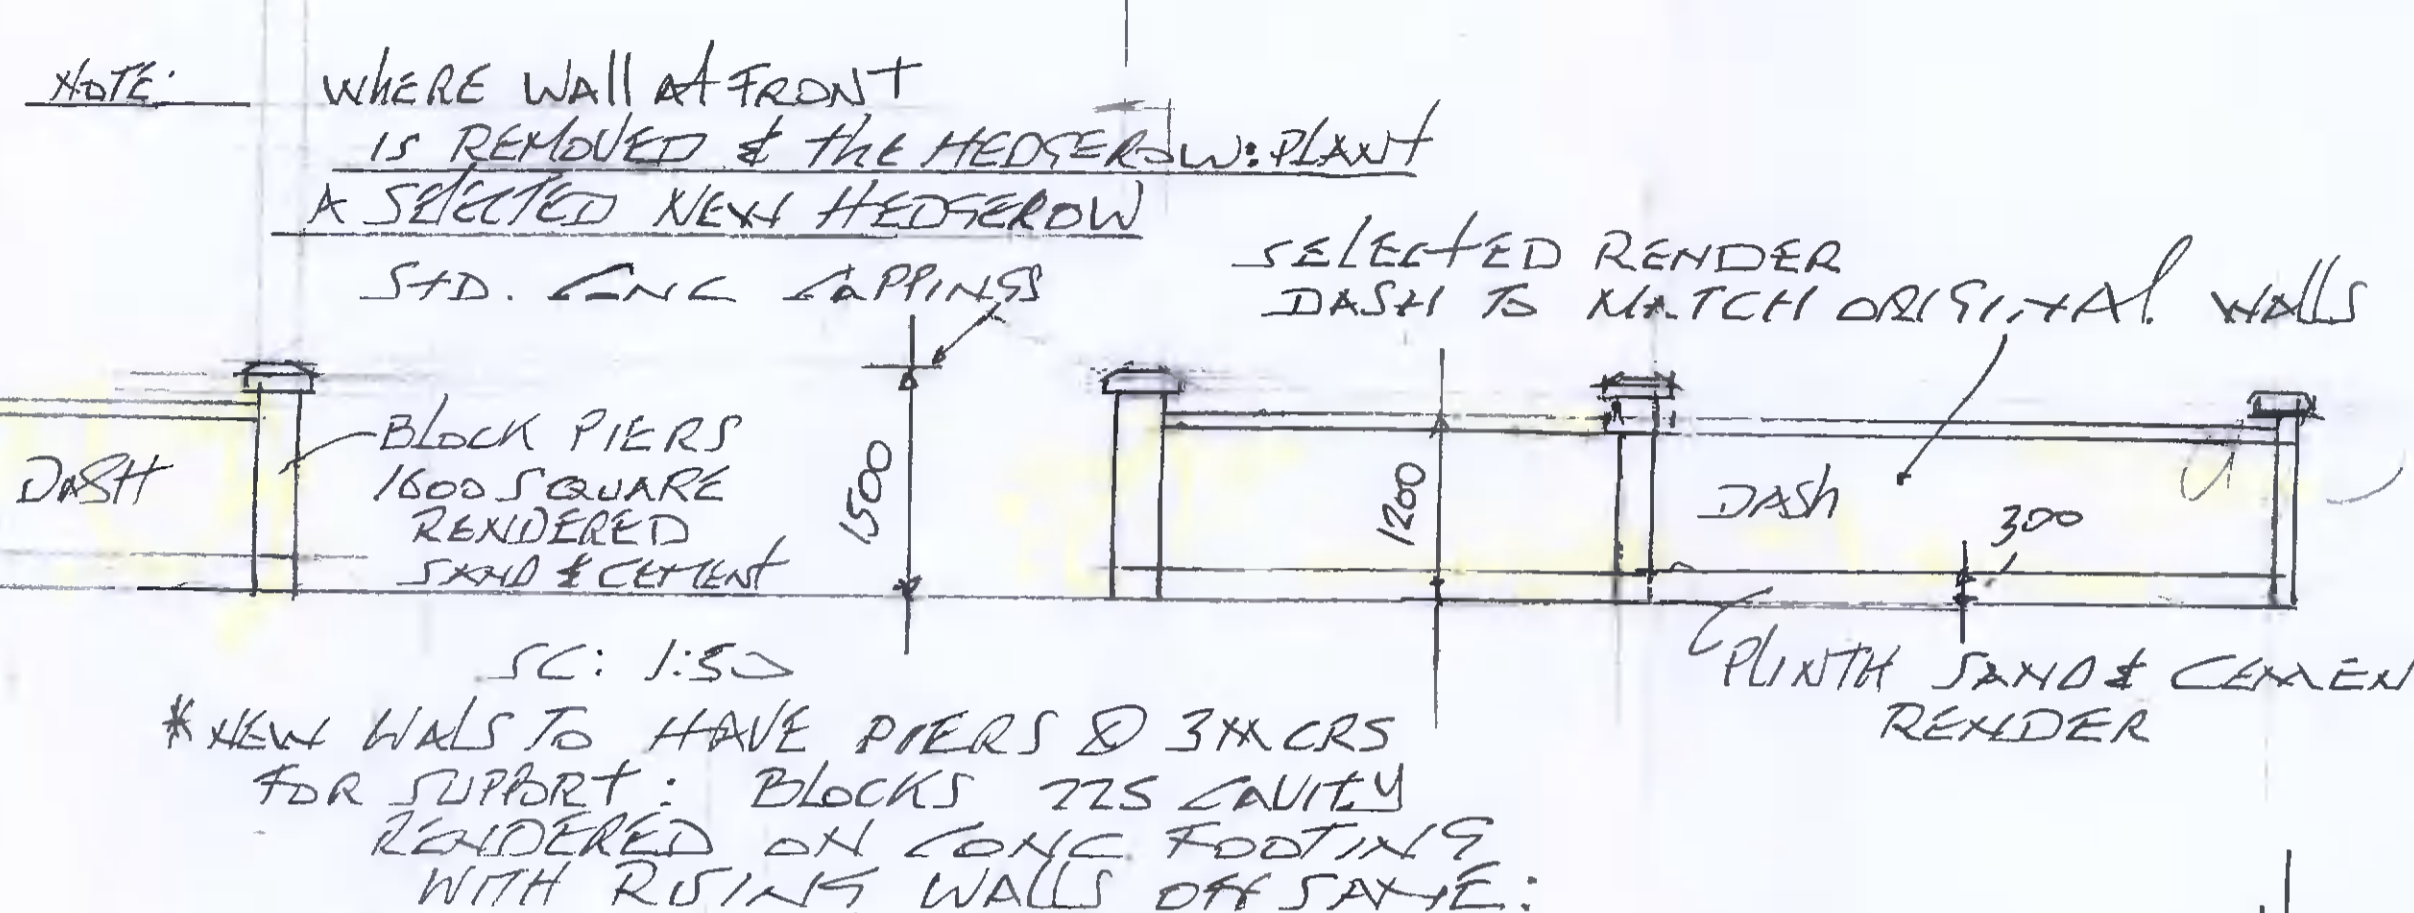 NOTE: WHERE WALL AT FRONT
IS REMOVED & THE HEDGEROW: PLANT
A SELECTED NEW HEDGEROW
STD. CONC CAPPINGS
SELECTED RENDER
DASH TO MATCH ORIGINAL WALLS
DASH
BLOCK PIERS
1600 SQUARE
RENDERED
SAND & CEMENT
1500
1200
DASH
300
SC: 1:50
PLINTH SAND & CEMEN
RENDER
* NEW WALS TO HAVE PIERS @ 3M CRS
FOR SUPPORT: BLOCKS 225 CAVITY
RENDERED ON CONC. FOOTING
WITH RISING WALLS OFF SAME: